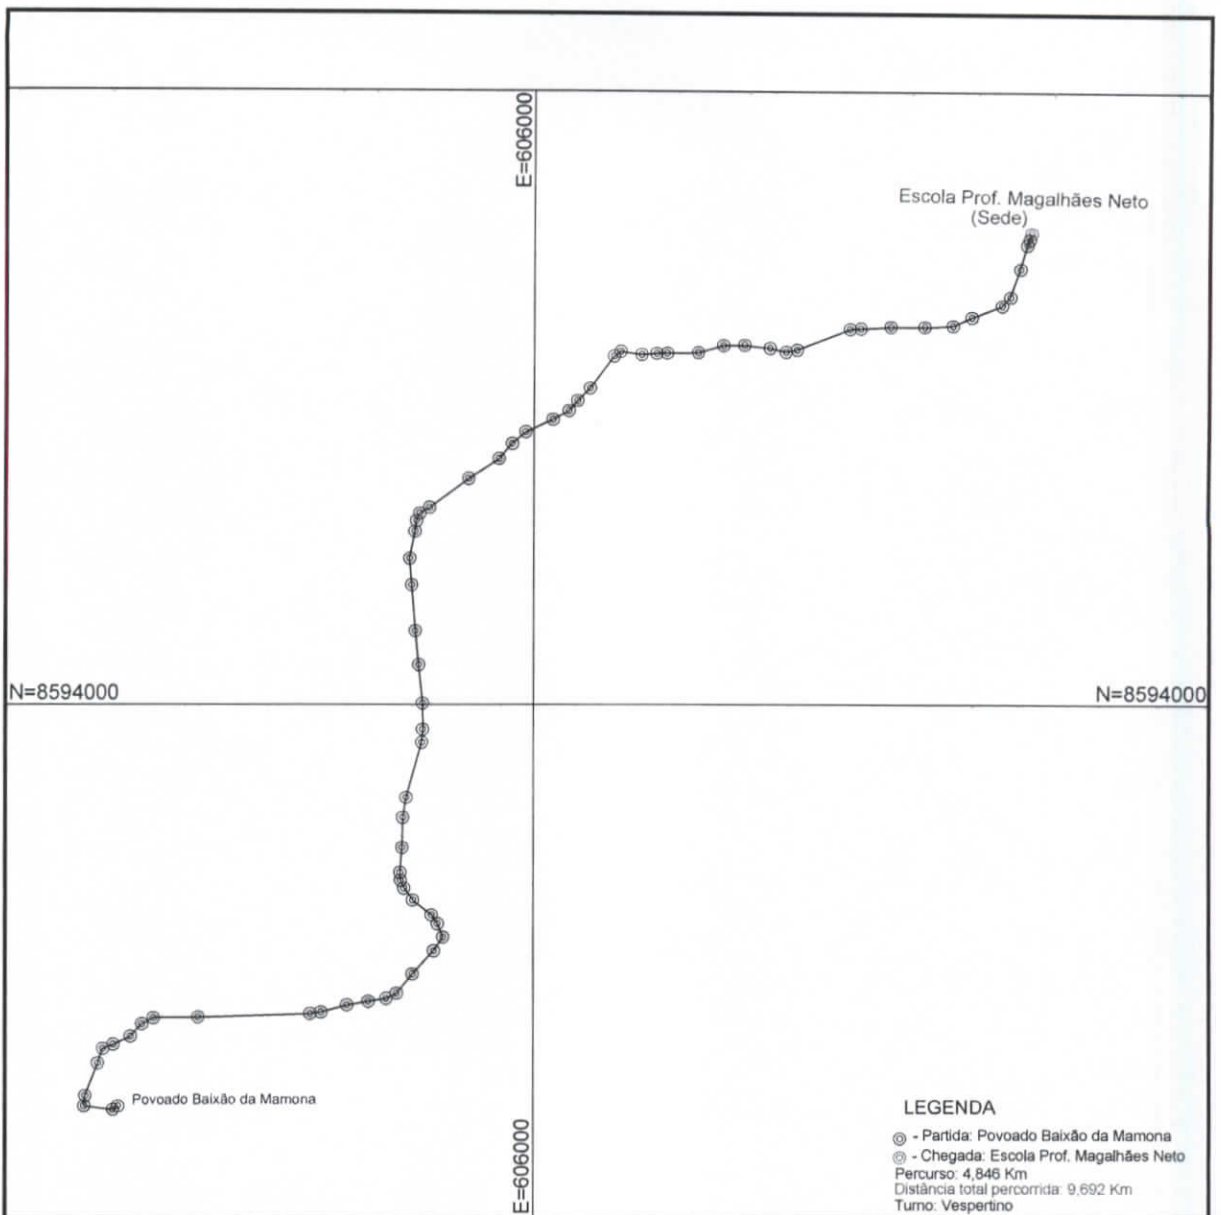 E=606000
Escola Prof. Magalhães Neto
(Sede)
N=8594000
N=8594000
Povoado Baixão da Mamona
E=606000
LEGENDA
- Partida: Povoado Baixão da Mamona
- Chegada: Escola Prof. Magalhães Neto
Percurso: 4,846 Km
Distância total percorrida: 9,692 Km
Turno: Vespertino